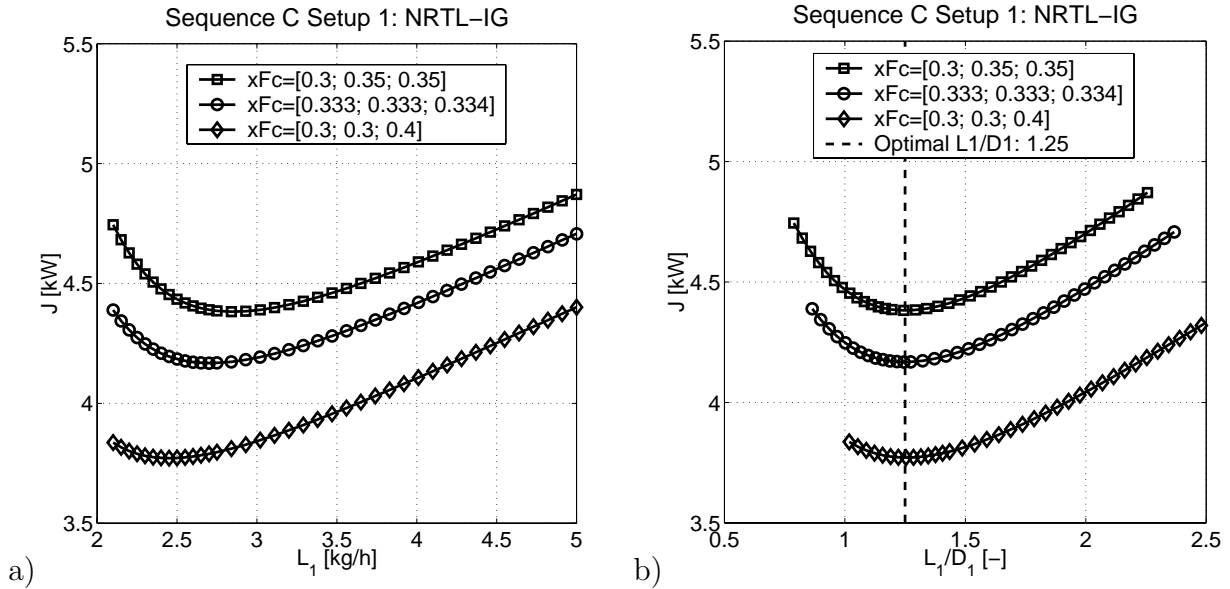 Sequence C Setup 1: NRTL−IG
5.5
xFc=[0.3; 0.35; 0.35]
xFc=[0.333; 0.333; 0.334]
xFc=[0.3; 0.3; 0.4]
5
J [kW]
4.5
4
3.5
2 2.5 3 3.5 4 4.5 5
L1 [kg/h]
a)
Sequence C Setup 1: NRTL−IG
5.5
xFc=[0.3; 0.35; 0.35]
xFc=[0.333; 0.333; 0.334]
xFc=[0.3; 0.3; 0.4]
Optimal L1/D1: 1.25
5
J [kW]
4.5
4
3.5
0.5 1 1.5 2 2.5
L1/D1 [−]
b)